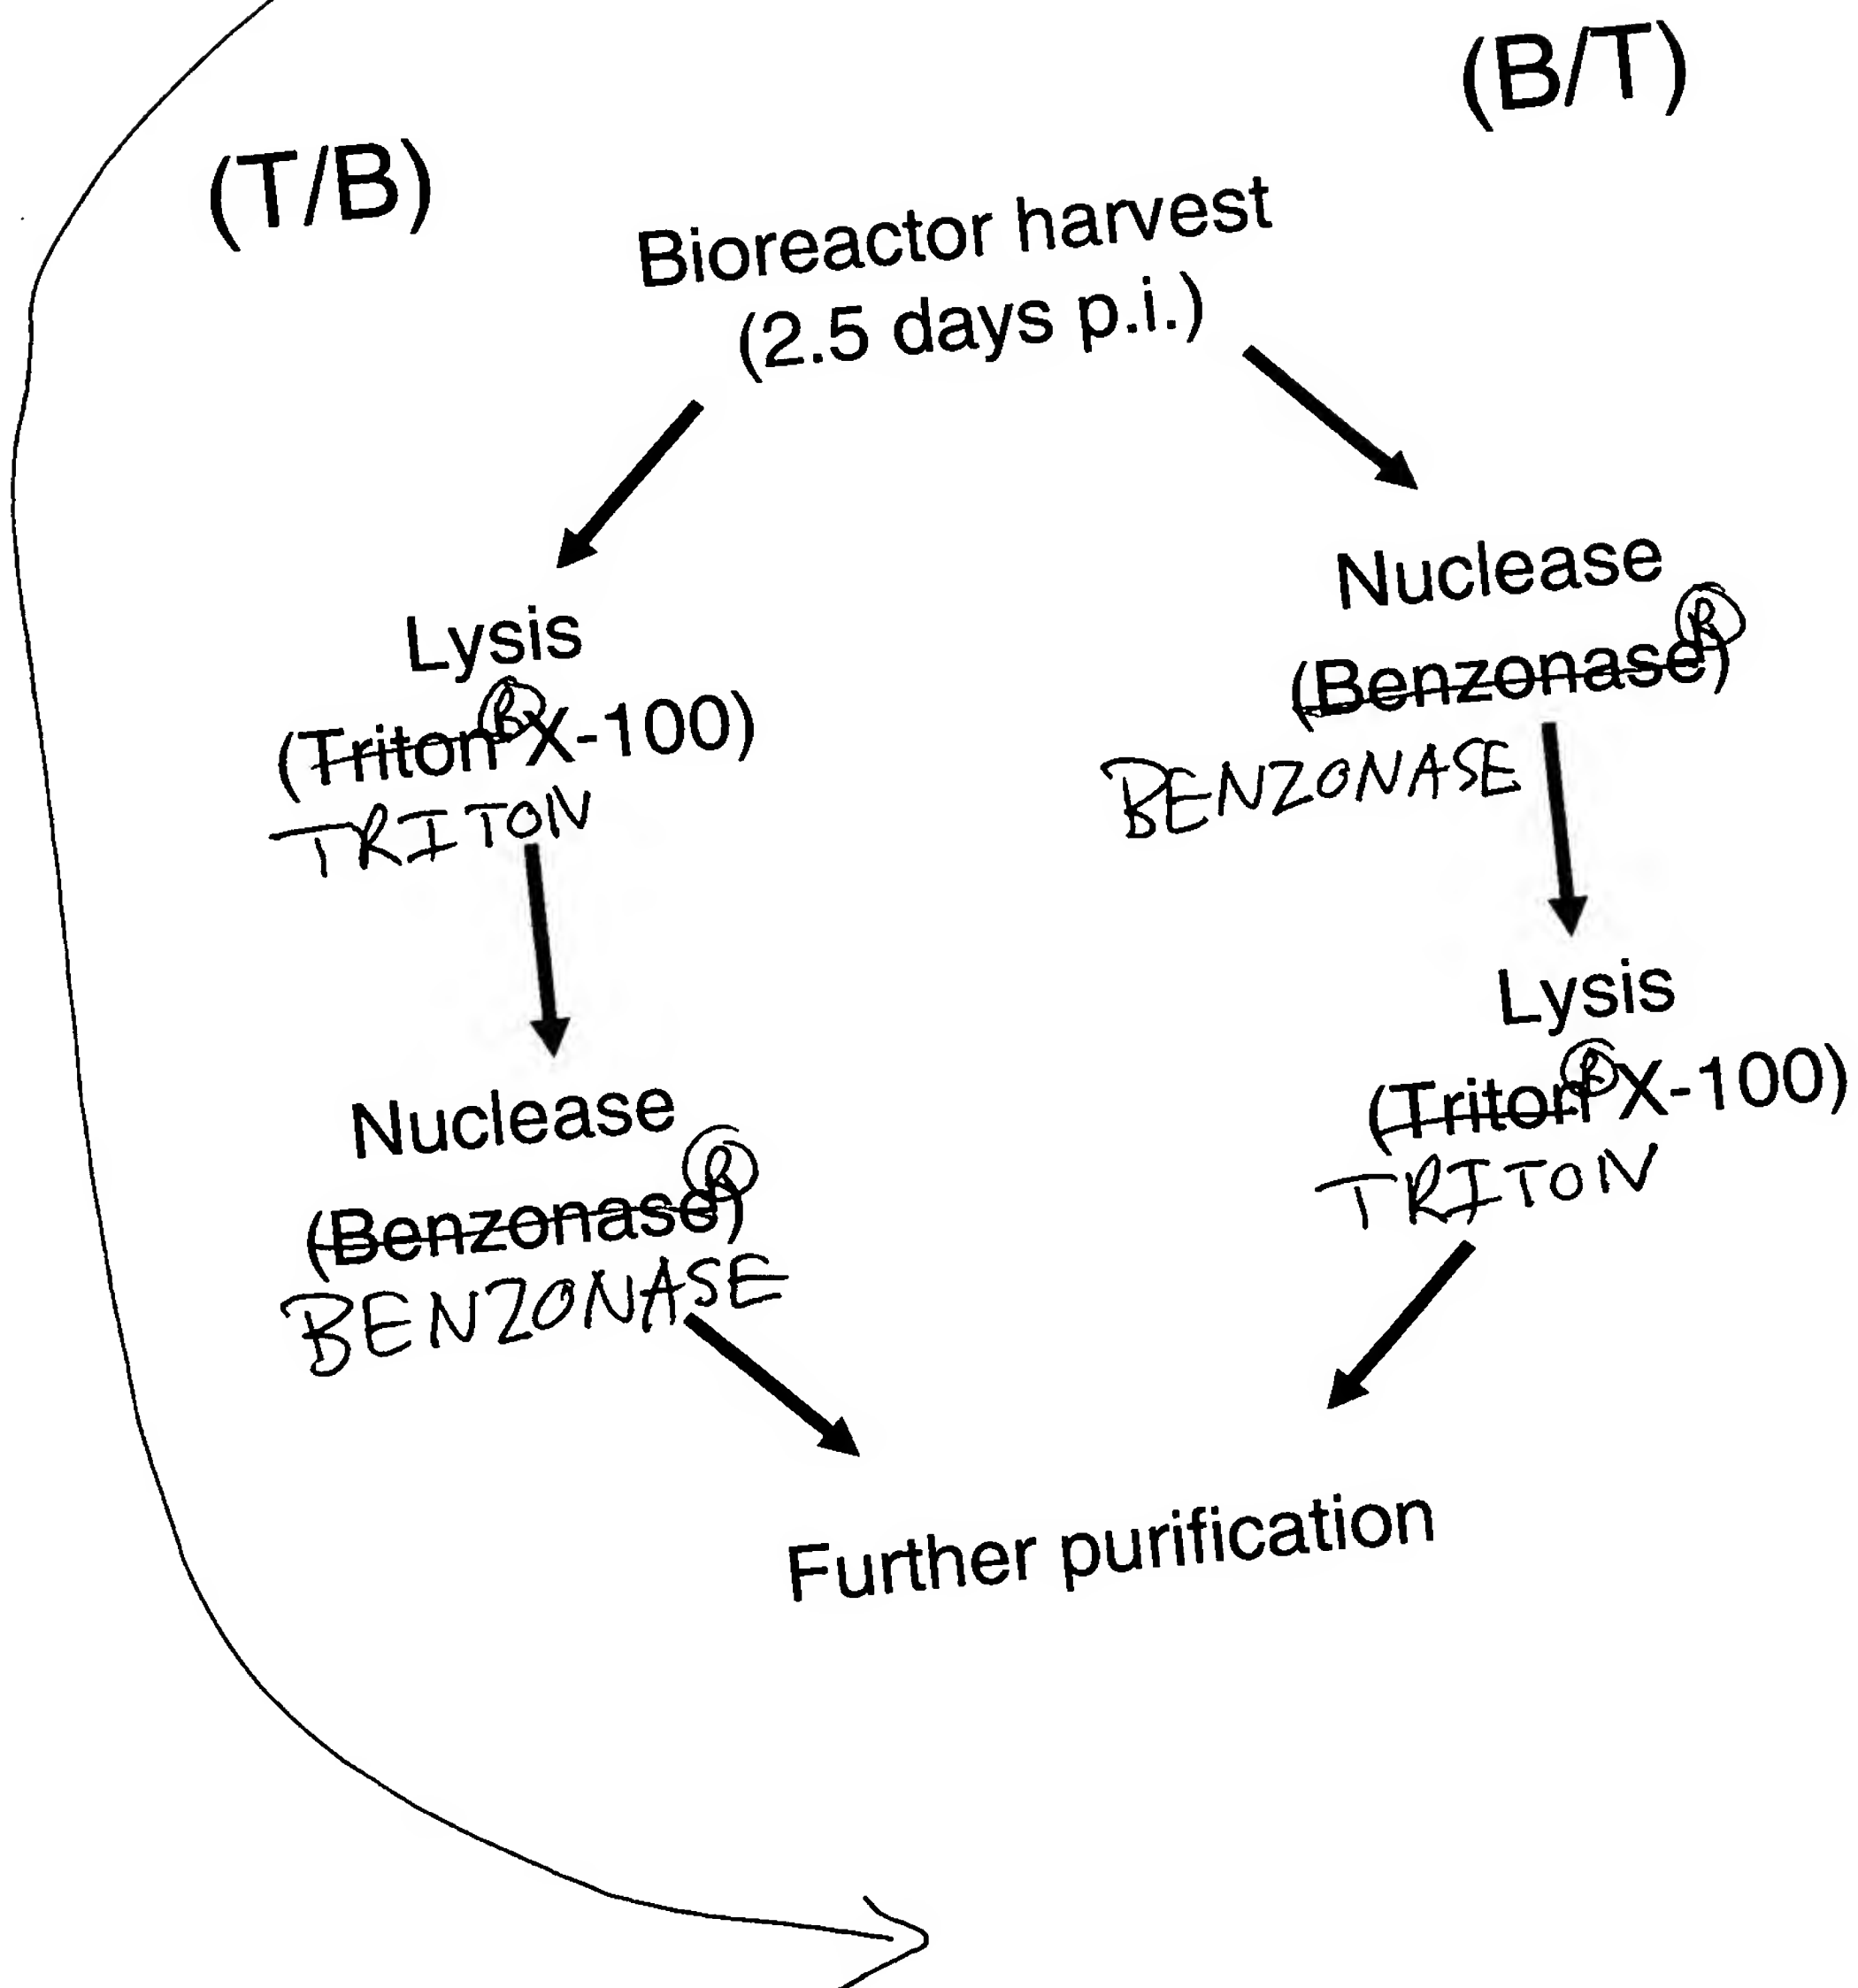 (B/T)
(T/B)
Bioreactor harvest
(2.5 days p.i.)
Lysis
(Triton® X-100)
TRITON
Nuclease
(Benzonase®)
BENZONASE
Nuclease
(Benzonase®)
BENZONASE
Lysis
(Triton® X-100)
TRITON
Further purification